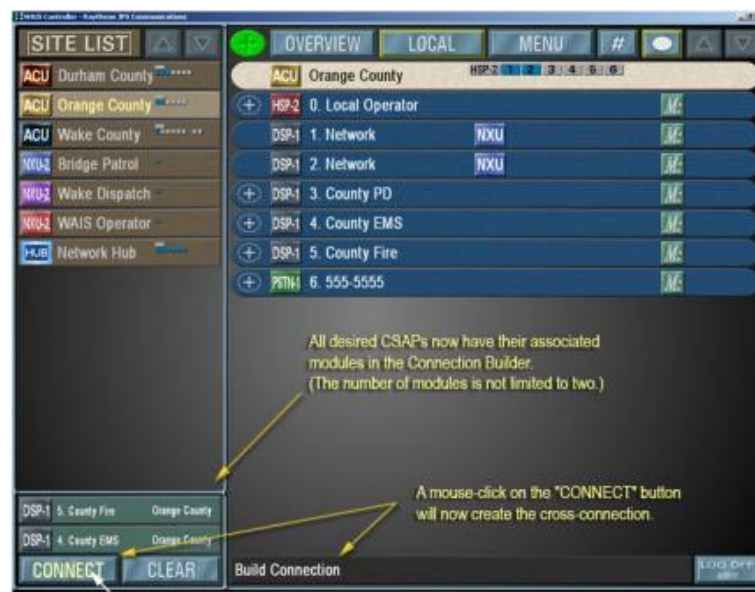 WAIS Controller - Raytheon JPS Communications
SITE LIST
OVERVIEW LOCAL MENU #
ACU Durham County
ACU Orange County
ACU Wake County
NXU-2 Bridge Patrol
NXU-2 Wake Dispatch
NXU-2 WAIS Operator
HUB Network Hub
ACU Orange County HSP-2 1 2 3 4 5 6
HSP-2 0. Local Operator M:
DSP-1 1. Network NXU M:
DSP-1 2. Network NXU M:
DSP-1 3. County PD M:
DSP-1 4. County EMS M:
DSP-1 5. County Fire M:
PSTN-1 6. 555-5555 M:
All desired CSAPs now have their associated
modules in the Connection Builder.
(The number of modules is not limited to two.)
A mouse-click on the "CONNECT" button
will now create the cross-connection.
DSP-1 5. County Fire Orange County
DSP-1 4. County EMS Orange County
CONNECT CLEAR
Build Connection
LOG OFF